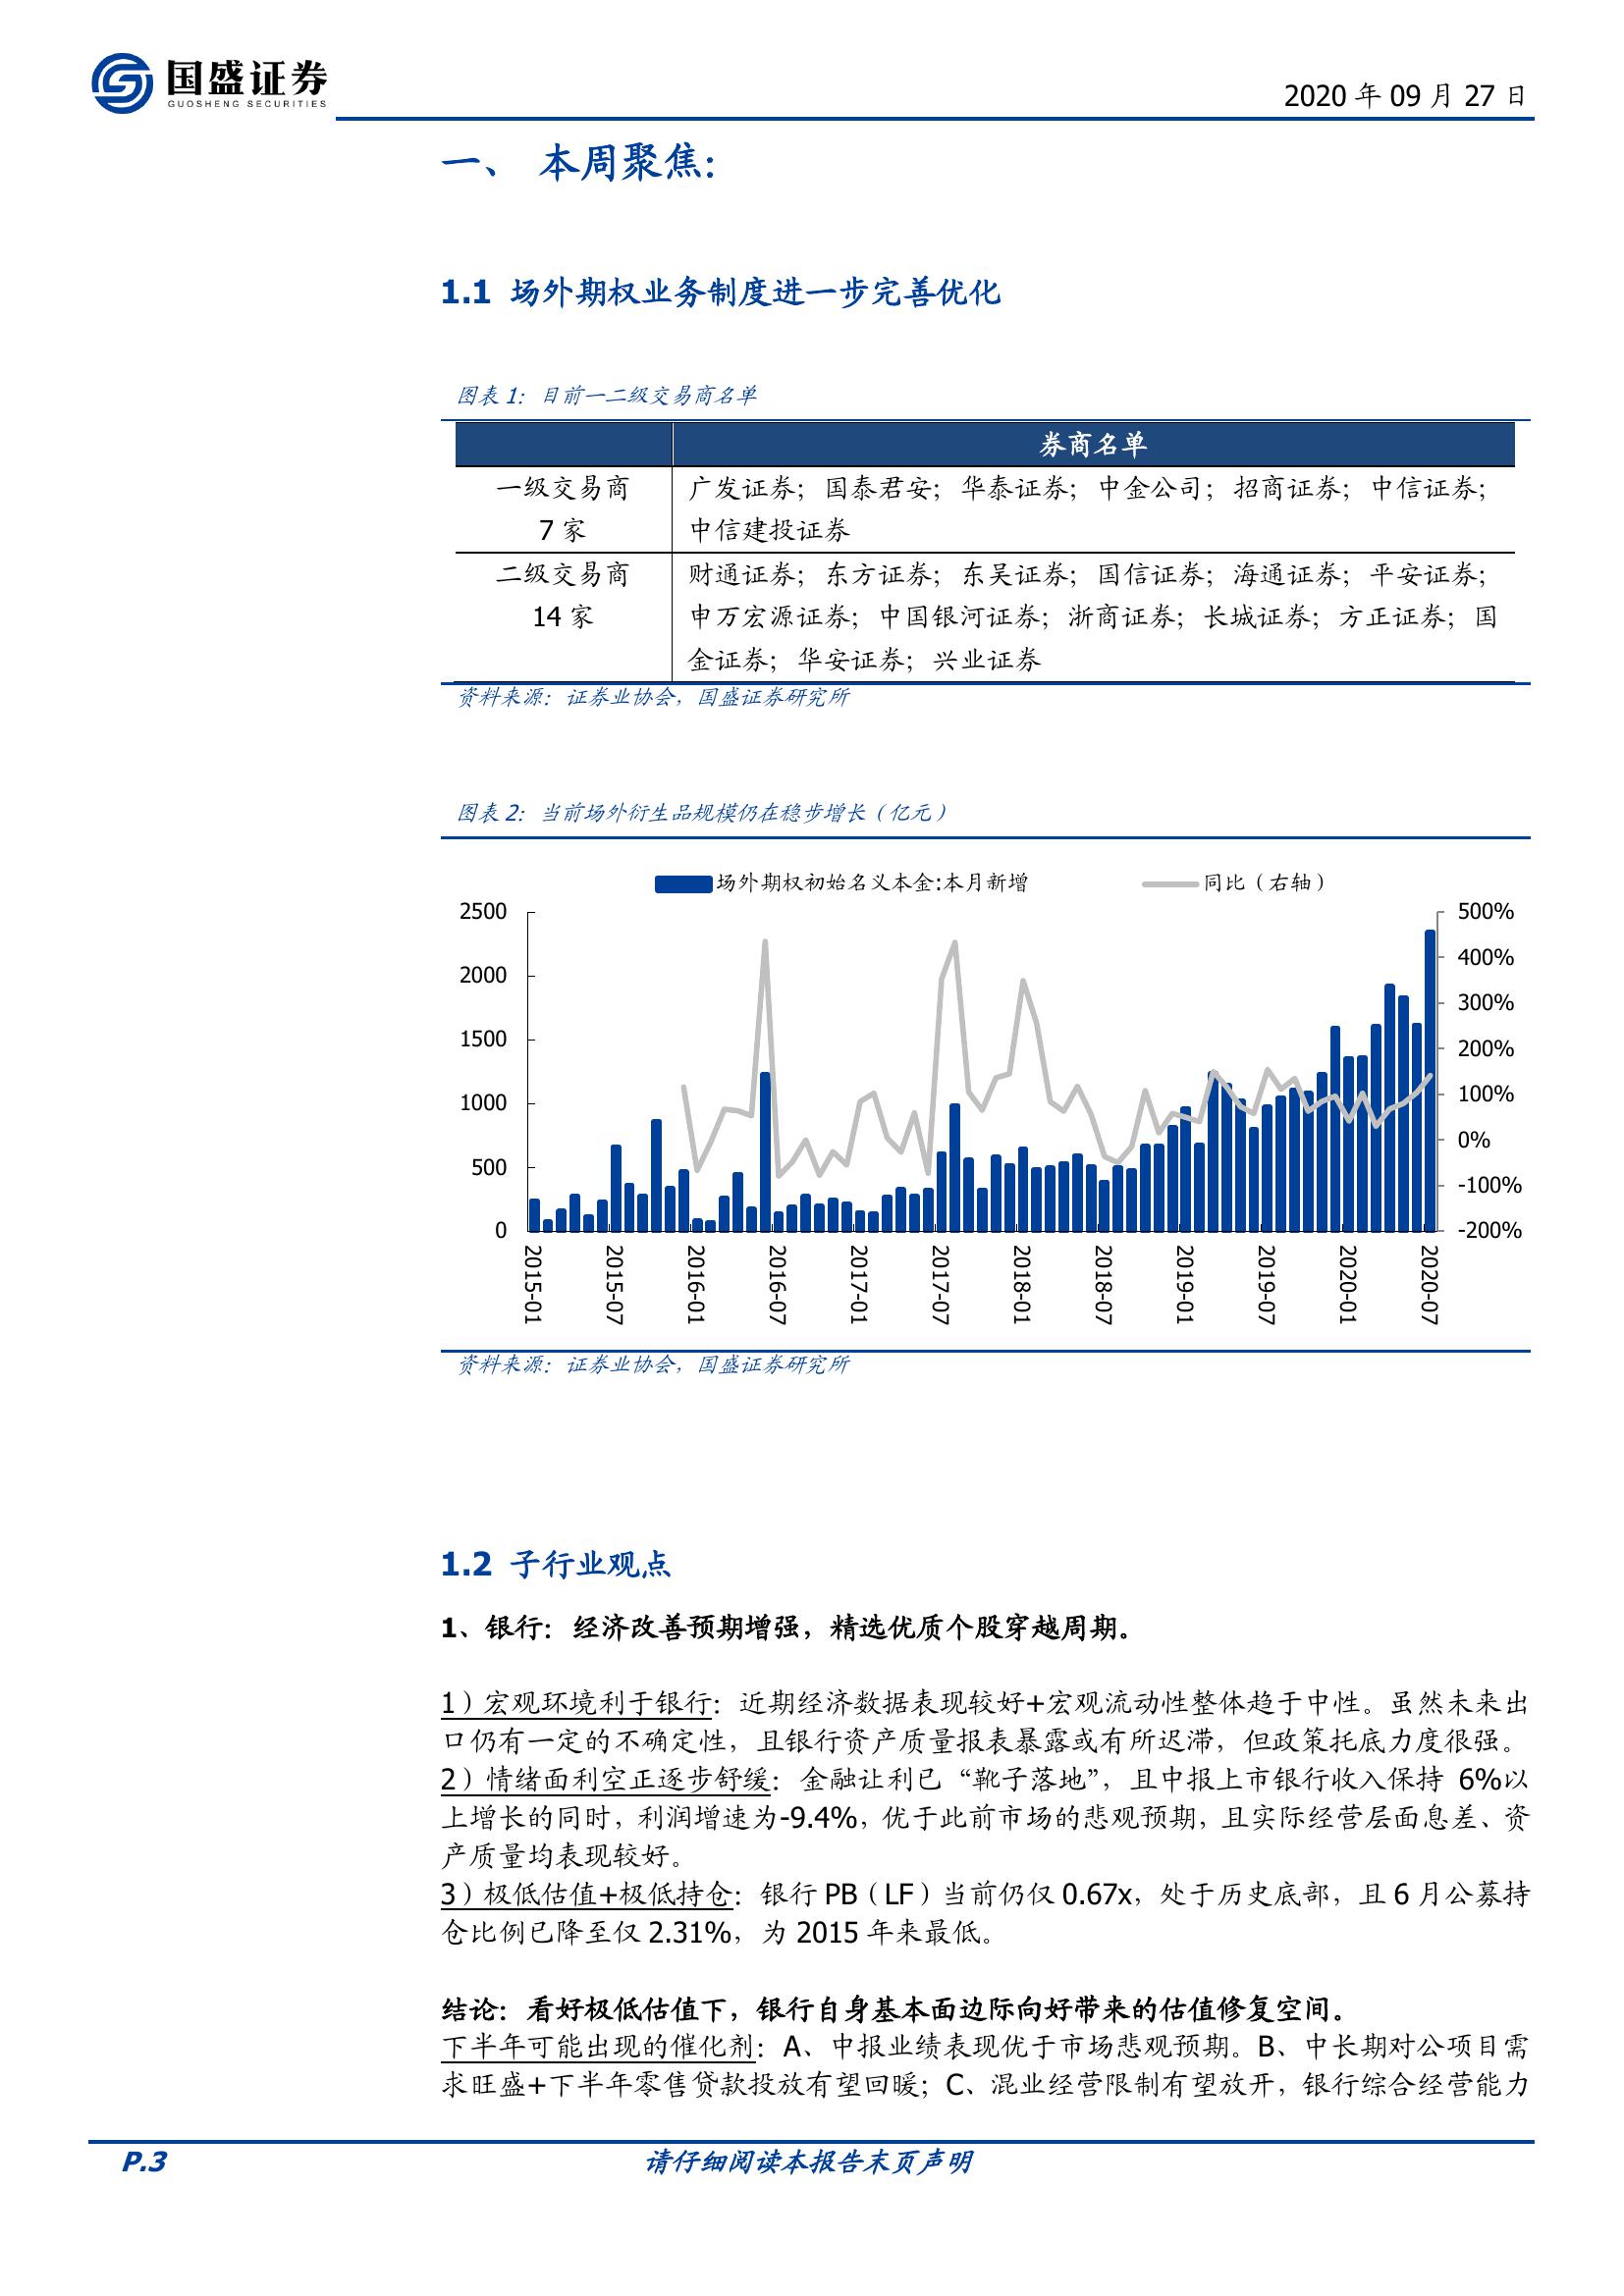 国盛证券
GUOSHENG SECURITIES
2020 年 09 月 27 日
一、 本周聚焦：
1.1 场外期权业务制度进一步完善优化
图表 1：目前一二级交易商名单
券商名单
一级交易商
7 家
广发证券；国泰君安；华泰证券；中金公司；招商证券；中信证券；
中信建投证券
二级交易商
14 家
财通证券；东方证券；东吴证券；国信证券；海通证券；平安证券；
申万宏源证券；中国银河证券；浙商证券；长城证券；方正证券；国
金证券；华安证券；兴业证券
资料来源：证券业协会，国盛证券研究所
图表 2：当前场外衍生品规模仍在稳步增长（亿元）
场外期权初始名义本金:本月新增
同比（右轴）
2500
2000
1500
1000
500
0
500%
400%
300%
200%
100%
0%
-100%
-200%
2015-01
2015-07
2016-01
2016-07
2017-01
2017-07
2018-01
2018-07
2019-01
2019-07
2020-01
2020-07
资料来源：证券业协会，国盛证券研究所
1.2 子行业观点
1、银行：经济改善预期增强，精选优质个股穿越周期。
1）宏观环境利于银行：近期经济数据表现较好+宏观流动性整体趋于中性。虽然未来出
口仍有一定的不确定性，且银行资产质量报表暴露或有所迟滞，但政策托底力度很强。
2）情绪面利空正逐步舒缓：金融让利已“靴子落地”，且中报上市银行收入保持 6%以
上增长的同时，利润增速为-9.4%，优于此前市场的悲观预期，且实际经营层面息差、资
产质量均表现较好。
3）极低估值+极低持仓：银行 PB（LF）当前仍仅 0.67x，处于历史底部，且 6 月公募持
仓比例已降至仅 2.31%，为 2015 年来最低。
结论：看好极低估值下，银行自身基本面边际向好带来的估值修复空间。
下半年可能出现的催化剂：A、中报业绩表现优于市场悲观预期。B、中长期对公项目需
求旺盛+下半年零售贷款投放有望回暖；C、混业经营限制有望放开，银行综合经营能力
P.3
请仔细阅读本报告末页声明